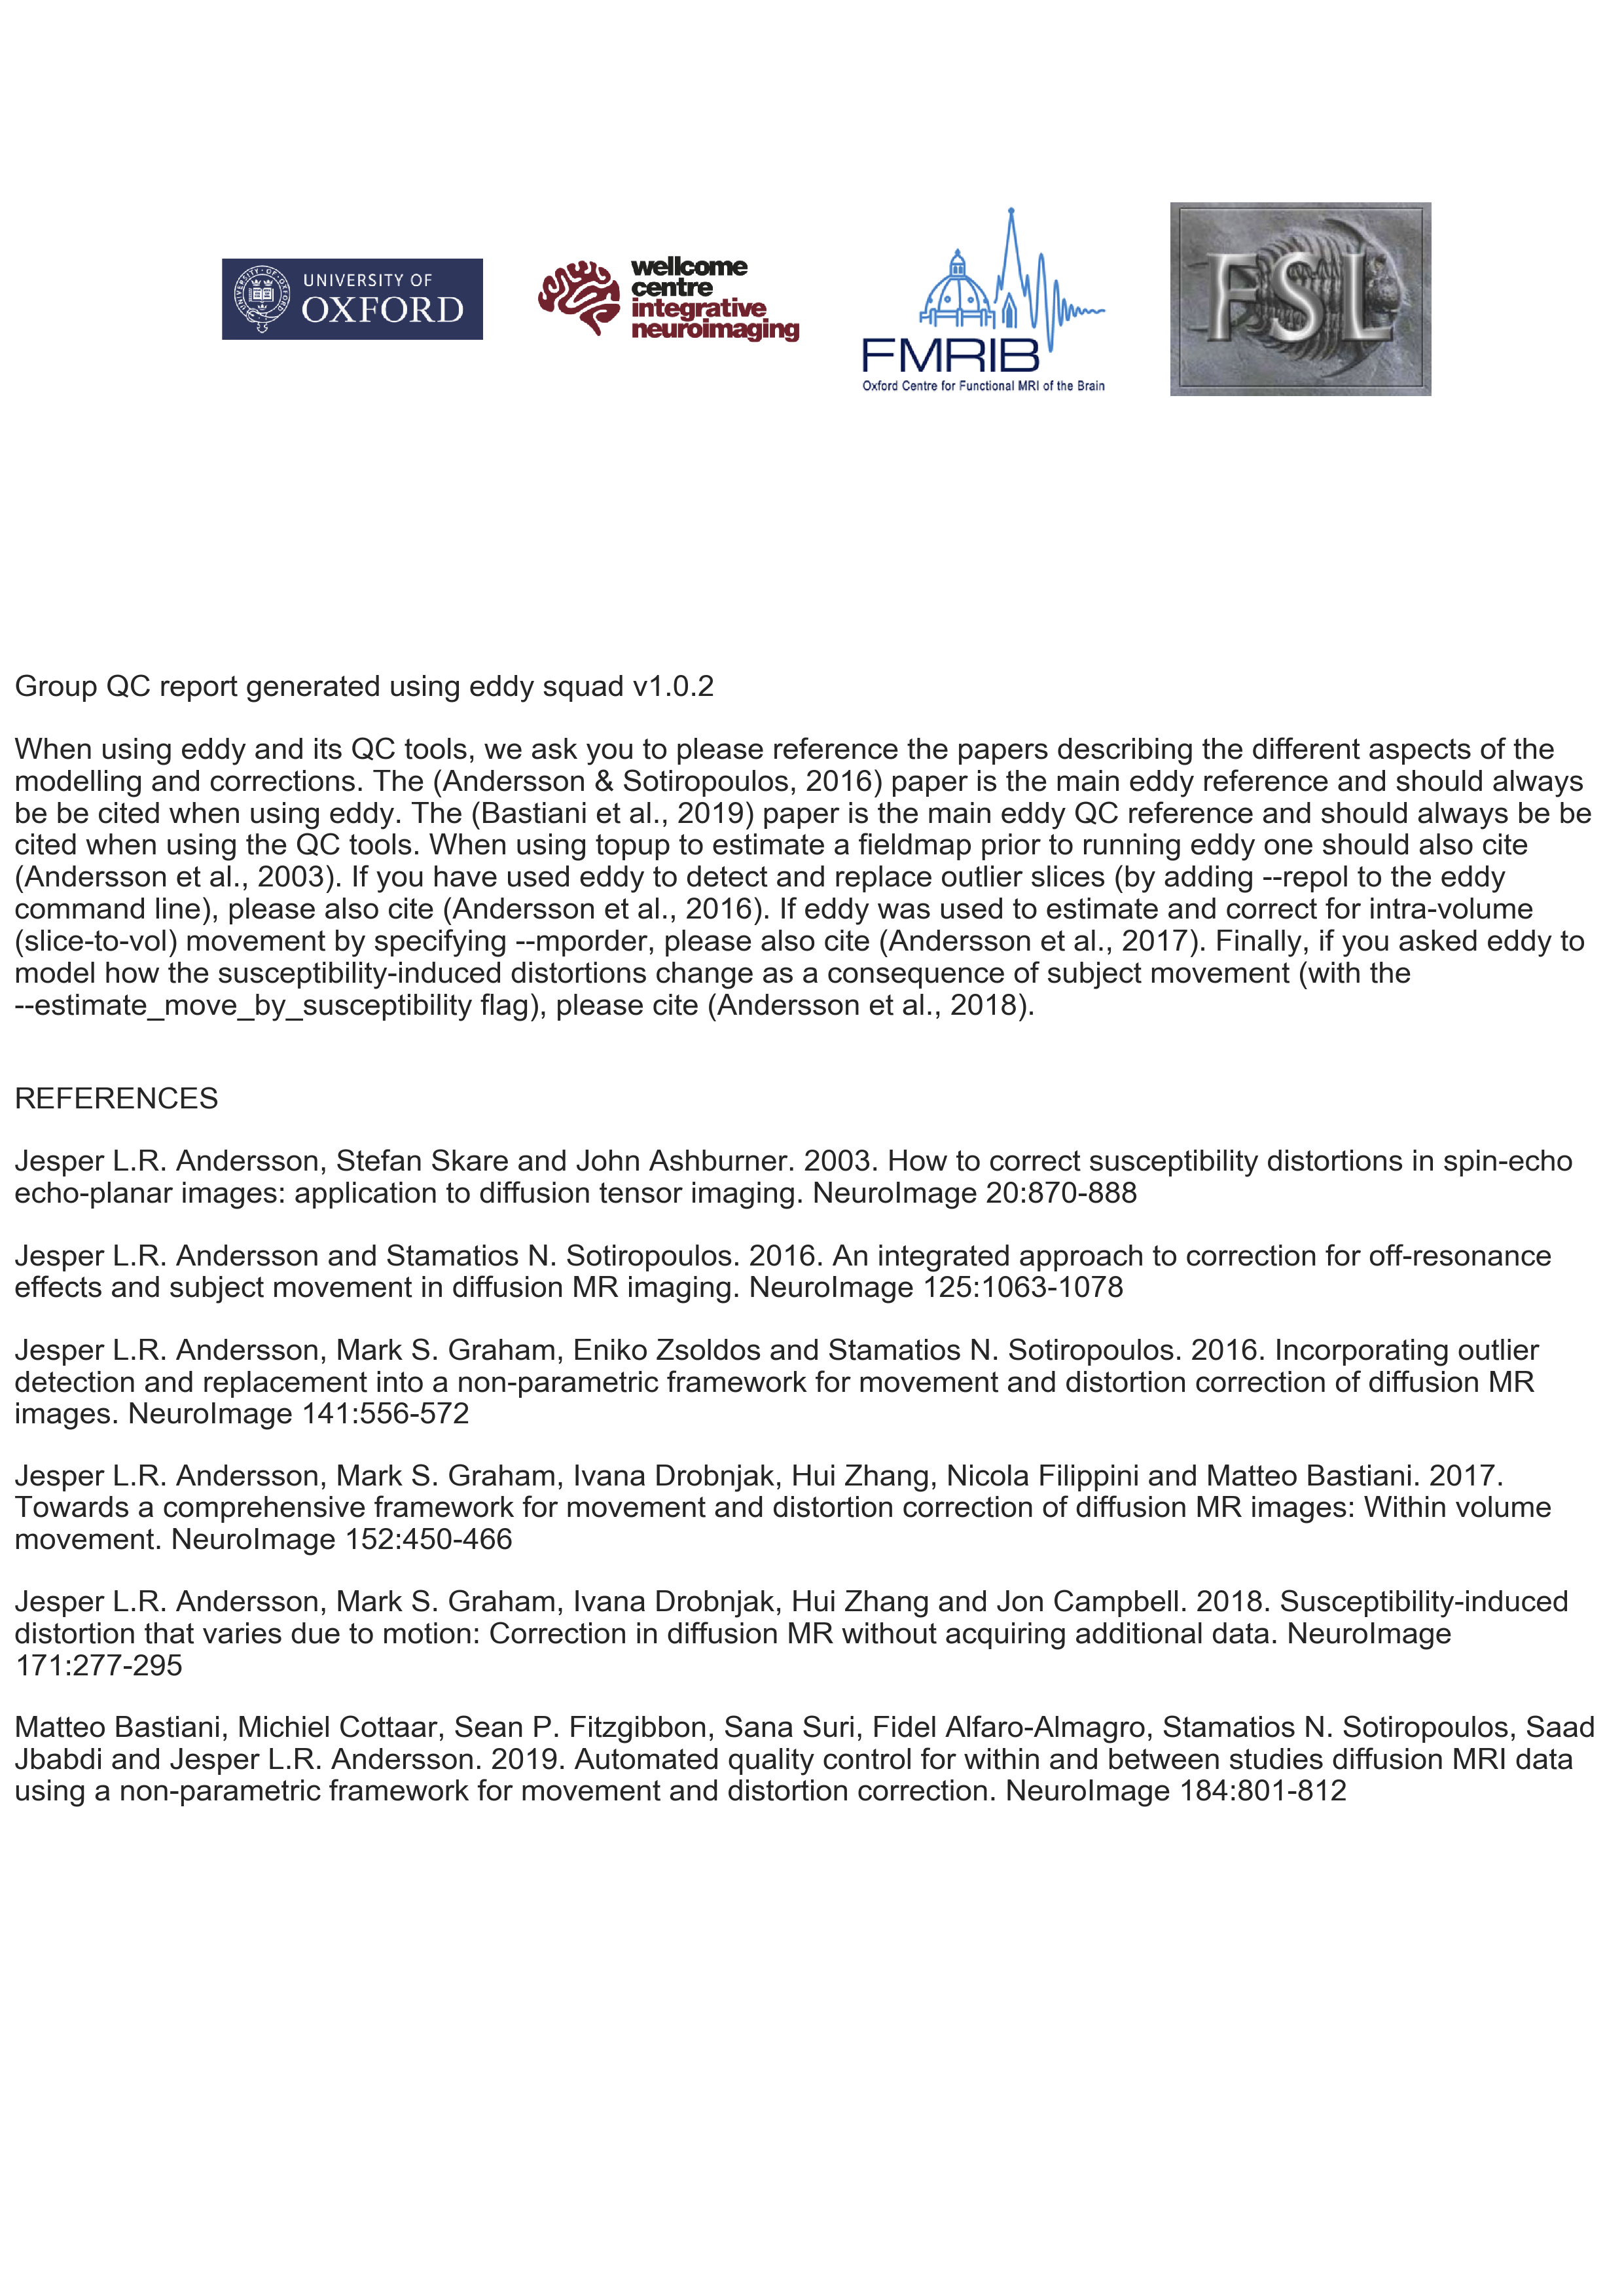 UNIVERSITY OF
OXFORD
wellcome
centre
integrative
neuroimaging
FMRIB
Oxford Centre for Functional MRI of the Brain
FSL
Group QC report generated using eddy squad v1.0.2
When using eddy and its QC tools, we ask you to please reference the papers describing the different aspects of the
modelling and corrections. The (Andersson & Sotiropoulos, 2016) paper is the main eddy reference and should always
be be cited when using eddy. The (Bastiani et al., 2019) paper is the main eddy QC reference and should always be be
cited when using the QC tools. When using topup to estimate a fieldmap prior to running eddy one should also cite
(Andersson et al., 2003). If you have used eddy to detect and replace outlier slices (by adding --repol to the eddy
command line), please also cite (Andersson et al., 2016). If eddy was used to estimate and correct for intra-volume
(slice-to-vol) movement by specifying --mporder, please also cite (Andersson et al., 2017). Finally, if you asked eddy to
model how the susceptibility-induced distortions change as a consequence of subject movement (with the
--estimate_move_by_susceptibility flag), please cite (Andersson et al., 2018).
REFERENCES
Jesper L.R. Andersson, Stefan Skare and John Ashburner. 2003. How to correct susceptibility distortions in spin-echo
echo-planar images: application to diffusion tensor imaging. NeuroImage 20:870-888
Jesper L.R. Andersson and Stamatios N. Sotiropoulos. 2016. An integrated approach to correction for off-resonance
effects and subject movement in diffusion MR imaging. NeuroImage 125:1063-1078
Jesper L.R. Andersson, Mark S. Graham, Eniko Zsoldos and Stamatios N. Sotiropoulos. 2016. Incorporating outlier
detection and replacement into a non-parametric framework for movement and distortion correction of diffusion MR
images. NeuroImage 141:556-572
Jesper L.R. Andersson, Mark S. Graham, Ivana Drobnjak, Hui Zhang, Nicola Filippini and Matteo Bastiani. 2017.
Towards a comprehensive framework for movement and distortion correction of diffusion MR images: Within volume
movement. NeuroImage 152:450-466
Jesper L.R. Andersson, Mark S. Graham, Ivana Drobnjak, Hui Zhang and Jon Campbell. 2018. Susceptibility-induced
distortion that varies due to motion: Correction in diffusion MR without acquiring additional data. NeuroImage
171:277-295
Matteo Bastiani, Michiel Cottaar, Sean P. Fitzgibbon, Sana Suri, Fidel Alfaro-Almagro, Stamatios N. Sotiropoulos, Saad
Jbabdi and Jesper L.R. Andersson. 2019. Automated quality control for within and between studies diffusion MRI data
using a non-parametric framework for movement and distortion correction. NeuroImage 184:801-812